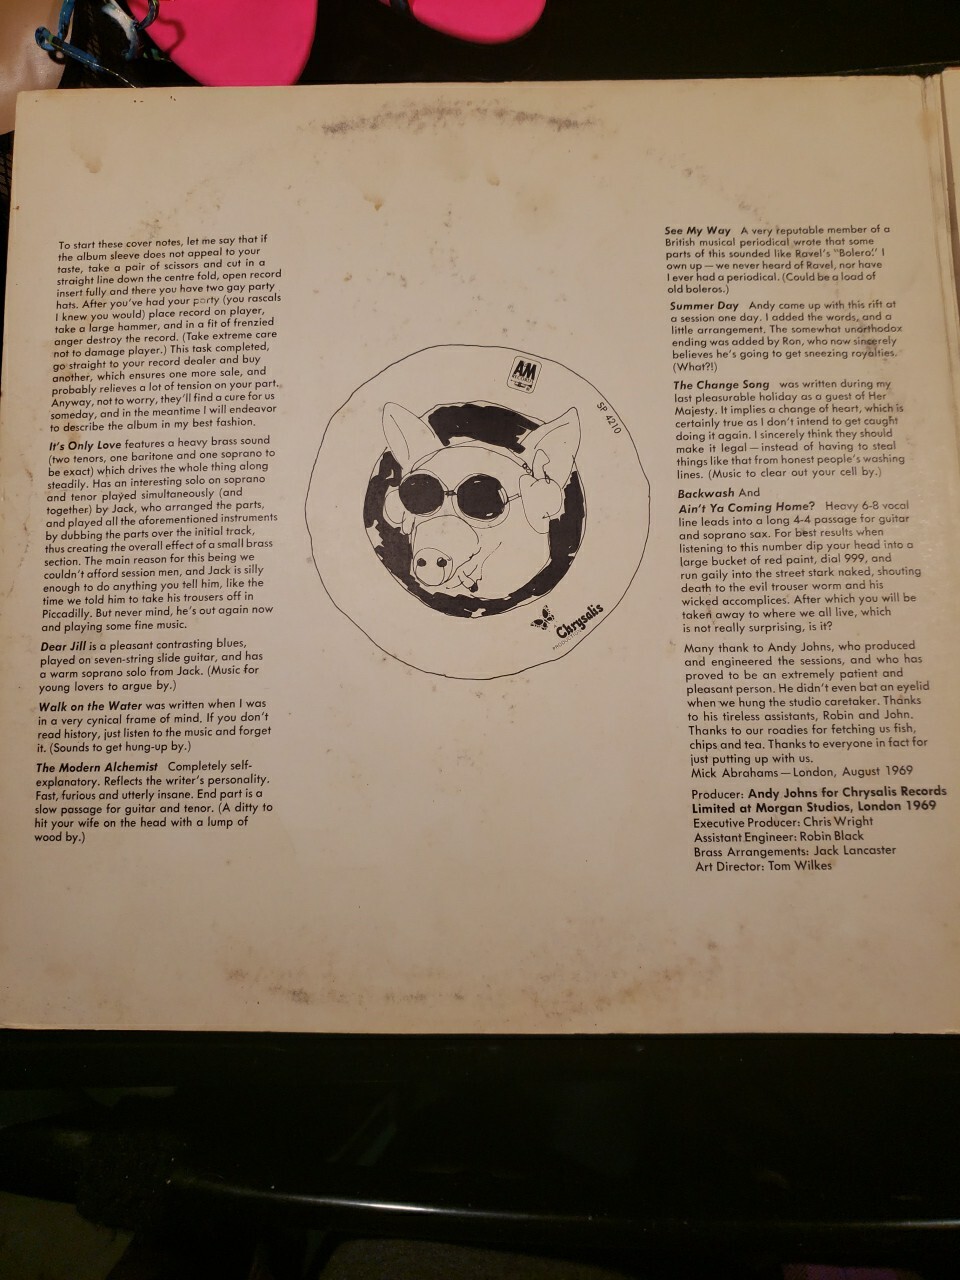 To start these cover notes, let me say that if
the album sleeve does not appeal to your
taste, take a pair of scissors and cut in a
straight line down the centre fold, open record
insert fully and there you have two gay party
hats. After you've had your party (you rascals
I knew you would) place record on player,
take a large hammer, and in a fit of frenzied
anger destroy the record. (Take extreme care
not to damage player.) This task completed,
go straight to your record dealer and buy
another, which ensures one more sale, and
probably relieves a lot of tension on your part.
Anyway, not to worry, they'll find a cure for us
someday, and in the meantime I will endeavor
to describe the album in my best fashion.
It's Only Love features a heavy brass sound
(two tenors, one baritone and one soprano to
be exact) which drives the whole thing along
steadily. Has an interesting solo on soprano
and tenor played simultaneously (and
together) by Jack, who arranged the parts,
and played all the aforementioned instruments
by dubbing the parts over the initial track,
thus creating the overall effect of a small brass
section. The main reason for this being we
couldn't afford session men, and Jack is silly
enough to do anything you tell him, like the
time we told him to take his trousers off in
Piccadilly. But never mind, he's out again now
and playing some fine music.
Dear Jill is a pleasant contrasting blues,
played on seven-string slide guitar, and has
a warm soprano solo from Jack. (Music for
young lovers to argue by.)
Walk on the Water was written when I was
in a very cynical frame of mind. If you don't
read history, just listen to the music and forget
it. (Sounds to get hung-up by.)
The Modern Alchemist Completely self-
explanatory. Reflects the writer's personality.
Fast, furious and utterly insane. End part is a
slow passage for guitar and tenor. (A ditty to
hit your wife on the head with a lump of
wood by.)
AM
SP 4210
Chrysalis
See My Way A very reputable member of a
British musical periodical wrote that some
parts of this sounded like Ravel's "Bolero." I
own up — we never heard of Ravel, nor have
I ever had a periodical. (Could be a load of
old boleros.)
Summer Day Andy came up with this rift at
a session one day. I added the words, and a
little arrangement. The somewhat unorthodox
ending was added by Ron, who now sincerely
believes he's going to get sneezing royalties.
(What?!)
The Change Song was written during my
last pleasurable holiday as a guest of Her
Majesty. It implies a change of heart, which is
certainly true as I don't intend to get caught
doing it again. I sincerely think they should
make it legal — instead of having to steal
things like that from honest people's washing
lines. (Music to clear out your cell by.)
Backwash And
Ain't Ya Coming Home? Heavy 6-8 vocal
line leads into a long 4-4 passage for guitar
and soprano sax. For best results when
listening to this number dip your head into a
large bucket of red paint, dial 999, and
run gaily into the street stark naked, shouting
death to the evil trouser worm and his
wicked accomplices. After which you will be
taken away to where we all live, which
is not really surprising, is it?
Many thank to Andy Johns, who produced
and engineered the sessions, and who has
proved to be an extremely patient and
pleasant person. He didn't even bat an eyelid
when we hung the studio caretaker. Thanks
to his tireless assistants, Robin and John.
Thanks to our roadies for fetching us fish,
chips and tea. Thanks to everyone in fact for
just putting up with us.
Mick Abrahams — London, August 1969
Producer: Andy Johns for Chrysalis Records
Limited at Morgan Studios, London 1969
Executive Producer: Chris Wright
Assistant Engineer: Robin Black
Brass Arrangements: Jack Lancaster
Art Director: Tom Wilkes